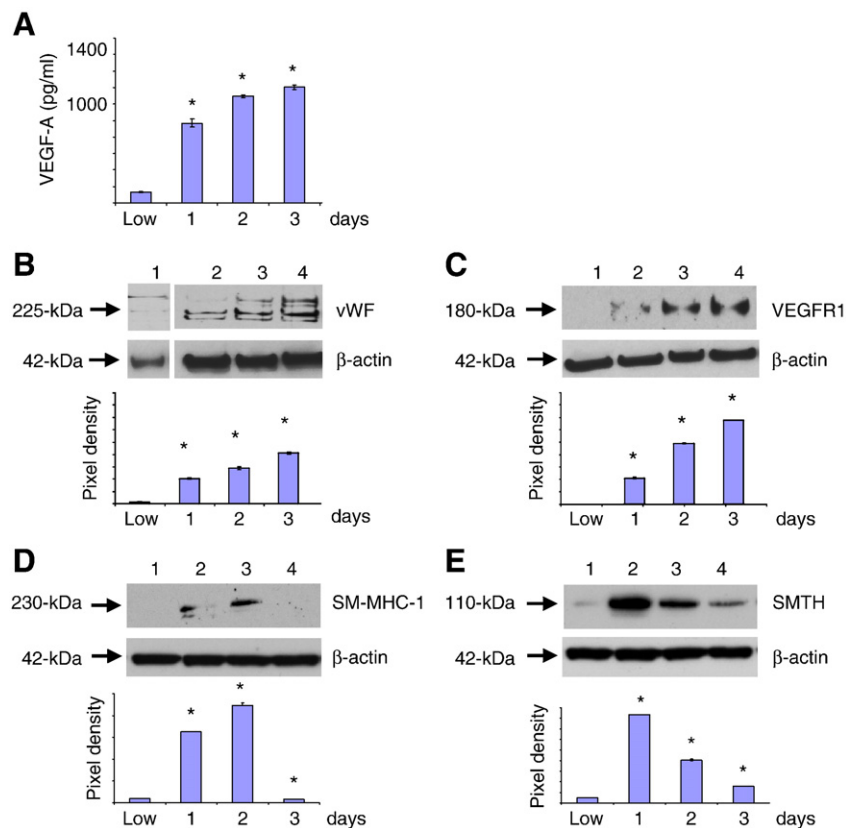 A
VEGF-A (pg/ml)
1400
1000
* * *
Low 1 2 3 days
B
1 2 3 4
225-kDa vWF
42-kDa β-actin
Pixel density
* * *
Low 1 2 3 days
C
1 2 3 4
180-kDa VEGFR1
42-kDa β-actin
Pixel density
* * *
Low 1 2 3 days
D
1 2 3 4
230-kDa SM-MHC-1
42-kDa β-actin
Pixel density
* * *
Low 1 2 3 days
E
1 2 3 4
110-kDa SMTH
42-kDa β-actin
Pixel density
* * *
Low 1 2 3 days